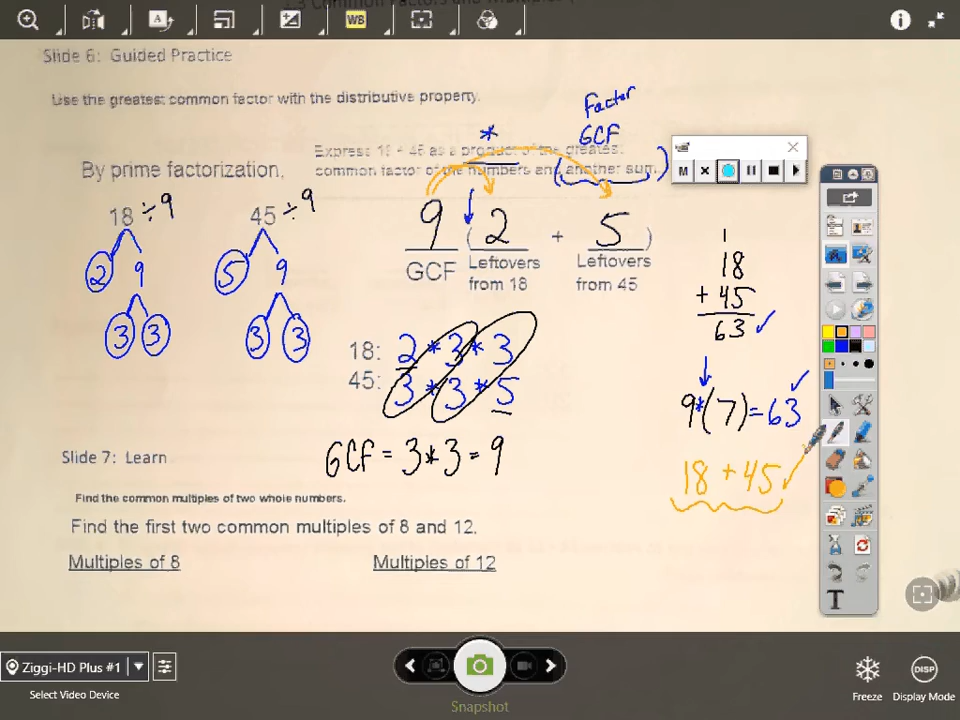 WB
Slide 6: Guided Practice
Use the greatest common factor with the distributive property.
Factor
GCF
*
Express 18 + 45 as a product of the greatest
common factor of the numbers and another sum.
By prime factorization,
18 ÷9
45 ÷9
2 9
5 9
3 3
3 3
9 (2 + 5)
GCF Leftovers from 18 Leftovers from 45
18: 2 * 3 * 3
45: 3 * 3 * 5
GCF = 3 * 3 = 9
M
1
18
+ 45
63 ✓
9*(7)=63 ✓
18 + 45 ✓
Slide 7: Learn
Find the common multiples of two whole numbers.
Find the first two common multiples of 8 and 12.
Multiples of 8 Multiples of 12
T
Ziggi-HD Plus #1
Select Video Device
Snapshot
Freeze
DISP
Display Mode